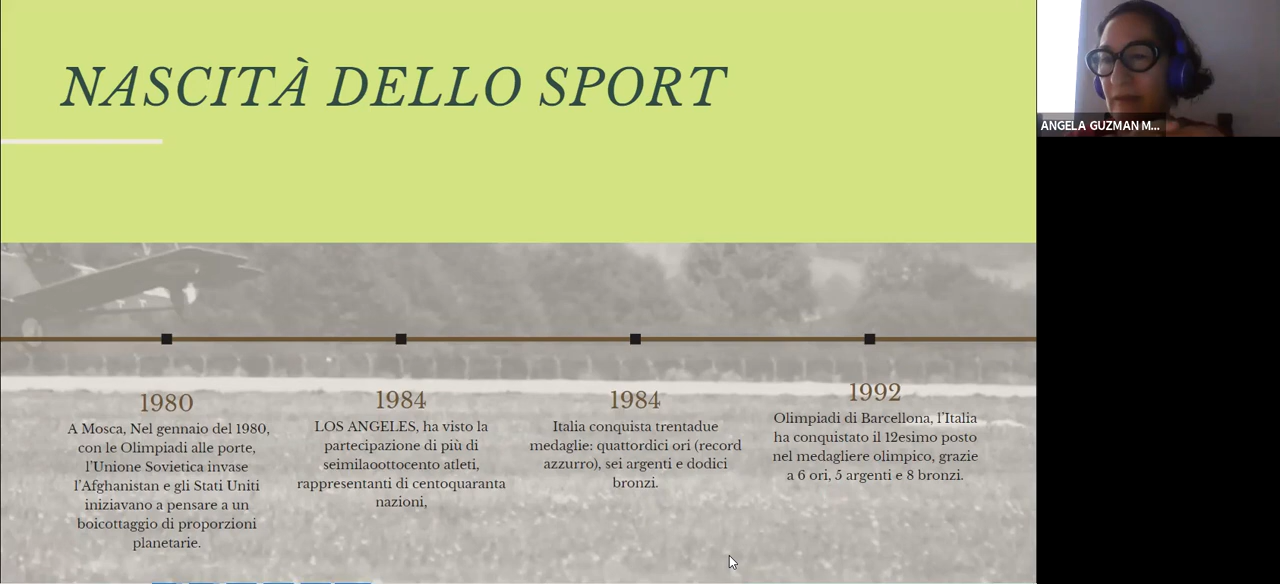 NASCITÀ DELLO SPORT
ANGELA GUZMAN M...
1980
A Mosca, Nel gennaio del 1980,
con le Olimpiadi alle porte,
l'Unione Sovietica invase
l'Afghanistan e gli Stati Uniti
iniziavano a pensare a un
boicottaggio di proporzioni
planetarie.
1984
LOS ANGELES, ha visto la
partecipazione di più di
seimilaoottocento atleti,
rappresentanti di centoquaranta
nazioni,
1984
Italia conquista trentadue
medaglie: quattordici ori (record
azzurro), sei argenti e dodici
bronzi.
1992
Olimpiadi di Barcellona, l'Italia
ha conquistato il 12esimo posto
nel medagliere olimpico, grazie
a 6 ori, 5 argenti e 8 bronzi.